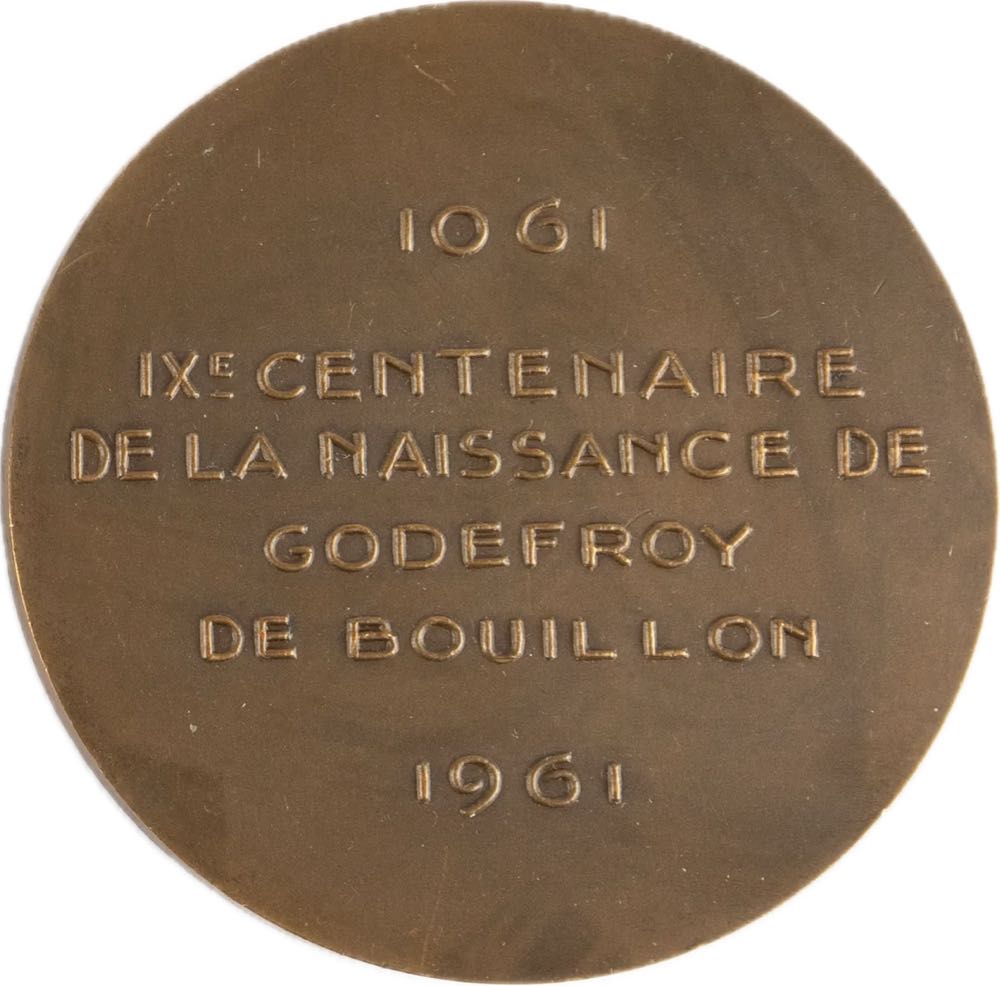 1061
IXE CENTENAIRE
DE LA NAISSANCE DE
GODEFROY
DE BOUILLON
1961